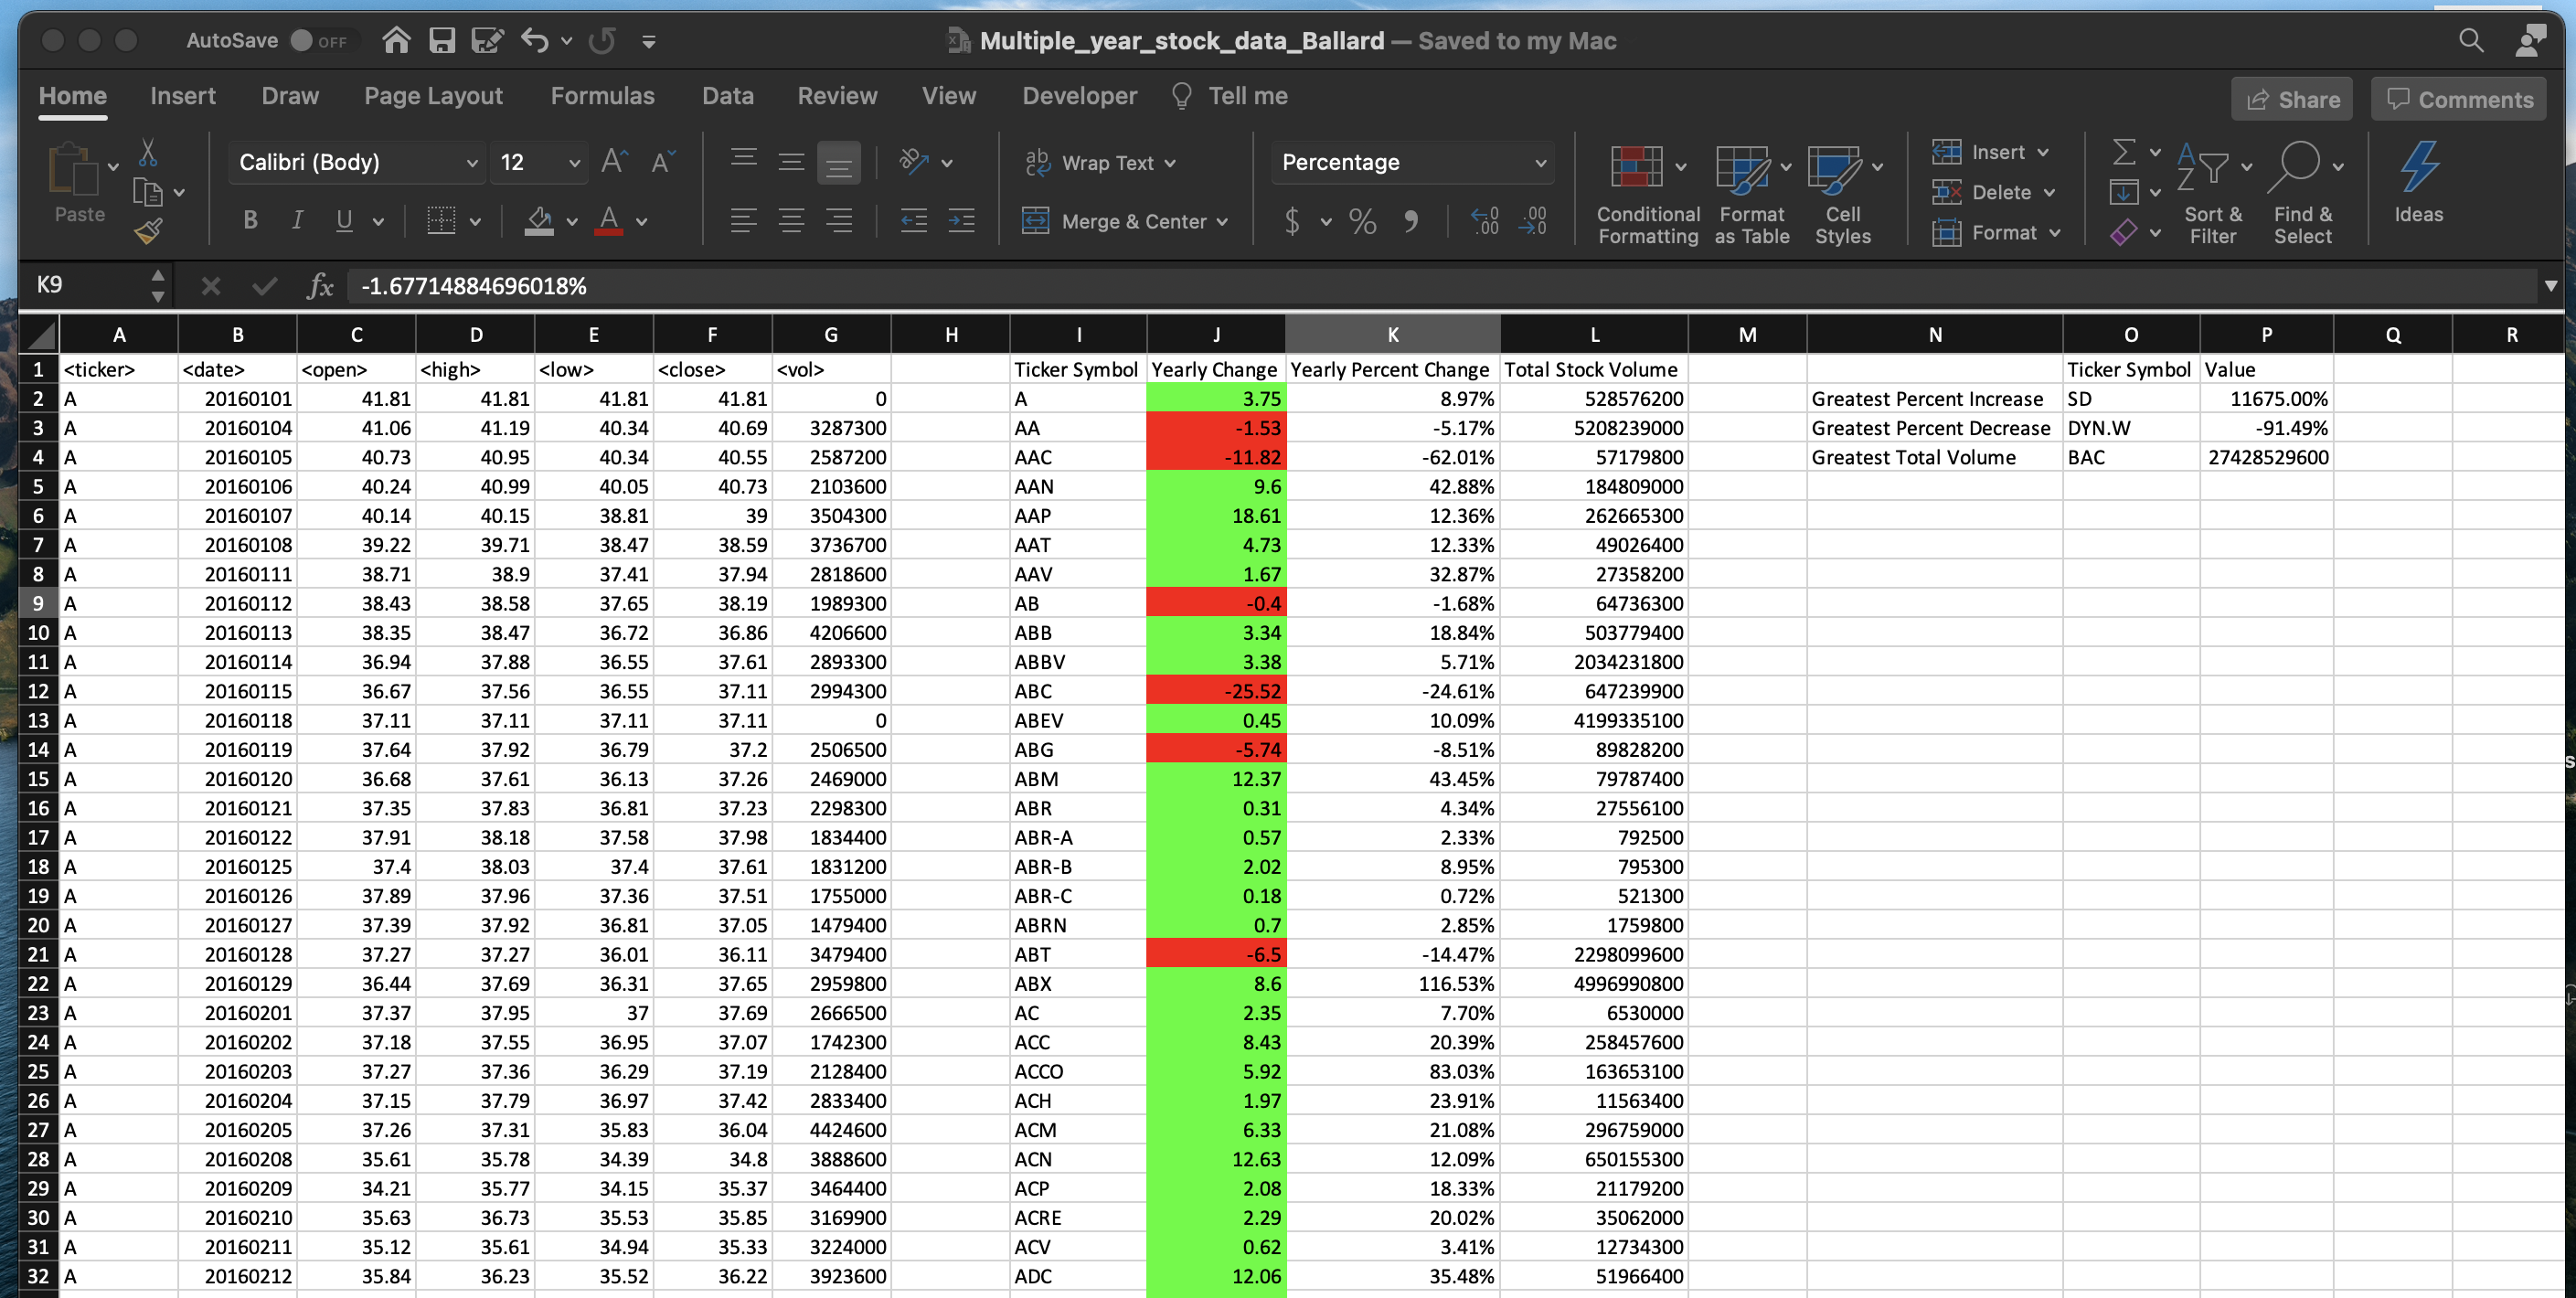 AutoSave OFF Multiple_year_stock_data_Ballard — Saved to my Mac
Home Insert Draw Page Layout Formulas Data Review View Developer Tell me Share Comments
Paste Calibri (Body) 12 Wrap Text Percentage Conditional Formatting Format as Table Cell Styles Insert Delete Format Sort & Filter Find & Select Ideas
B I U Merge & Center $ %
K9 fx -1.67714884696018%
A B C D E F G H I J K L M N O P Q R
1 <ticker> <date> <open> <high> <low> <close> <vol> Ticker Symbol Yearly Change Yearly Percent Change Total Stock Volume Ticker Symbol Value
2 A 20160101 41.81 41.81 41.81 41.81 0 A 3.75 8.97% 528576200 Greatest Percent Increase SD 11675.00%
3 A 20160104 41.06 41.19 40.34 40.69 3287300 AA -1.53 -5.17% 5208239000 Greatest Percent Decrease DYN.W -91.49%
4 A 20160105 40.73 40.95 40.34 40.55 2587200 AAC -11.82 -62.01% 57179800 Greatest Total Volume BAC 27428529600
5 A 20160106 40.24 40.99 40.05 40.73 2103600 AAN 9.6 42.88% 184809000
6 A 20160107 40.14 40.15 38.81 39 3504300 AAP 18.61 12.36% 262665300
7 A 20160108 39.22 39.71 38.47 38.59 3736700 AAT 4.73 12.33% 49026400
8 A 20160111 38.71 38.9 37.41 37.94 2818600 AAV 1.67 32.87% 27358200
9 A 20160112 38.43 38.58 37.65 38.19 1989300 AB -0.4 -1.68% 64736300
10 A 20160113 38.35 38.47 36.72 36.86 4206600 ABB 3.34 18.84% 503779400
11 A 20160114 36.94 37.88 36.55 37.61 2893300 ABBV 3.38 5.71% 2034231800
12 A 20160115 36.67 37.56 36.55 37.11 2994300 ABC -25.52 -24.61% 647239900
13 A 20160118 37.11 37.11 37.11 37.11 0 ABEV 0.45 10.09% 4199335100
14 A 20160119 37.64 37.92 36.79 37.2 2506500 ABG -5.74 -8.51% 89828200
15 A 20160120 36.68 37.61 36.13 37.26 2469000 ABM 12.37 43.45% 79787400
16 A 20160121 37.35 37.83 36.81 37.23 2298300 ABR 0.31 4.34% 27556100
17 A 20160122 37.91 38.18 37.58 37.98 1834400 ABR-A 0.57 2.33% 792500
18 A 20160125 37.4 38.03 37.4 37.61 1831200 ABR-B 2.02 8.95% 795300
19 A 20160126 37.89 37.96 37.36 37.51 1755000 ABR-C 0.18 0.72% 521300
20 A 20160127 37.39 37.92 36.81 37.05 1479400 ABRN 0.7 2.85% 1759800
21 A 20160128 37.27 37.27 36.01 36.11 3479400 ABT -6.5 -14.47% 2298099600
22 A 20160129 36.44 37.69 36.31 37.65 2959800 ABX 8.6 116.53% 4996990800
23 A 20160201 37.37 37.95 37 37.69 2666500 AC 2.35 7.70% 6530000
24 A 20160202 37.18 37.55 36.95 37.07 1742300 ACC 8.43 20.39% 258457600
25 A 20160203 37.27 37.36 36.29 37.19 2128400 ACCO 5.92 83.03% 163653100
26 A 20160204 37.15 37.79 36.97 37.42 2833400 ACH 1.97 23.91% 11563400
27 A 20160205 37.26 37.31 35.83 36.04 4424600 ACM 6.33 21.08% 296759000
28 A 20160208 35.61 35.78 34.39 34.8 3888600 ACN 12.63 12.09% 650155300
29 A 20160209 34.21 35.77 34.15 35.37 3464400 ACP 2.08 18.33% 21179200
30 A 20160210 35.63 36.73 35.53 35.85 3169900 ACRE 2.29 20.02% 35062000
31 A 20160211 35.12 35.61 34.94 35.33 3224000 ACV 0.62 3.41% 12734300
32 A 20160212 35.84 36.23 35.52 36.22 3923600 ADC 12.06 35.48% 51966400